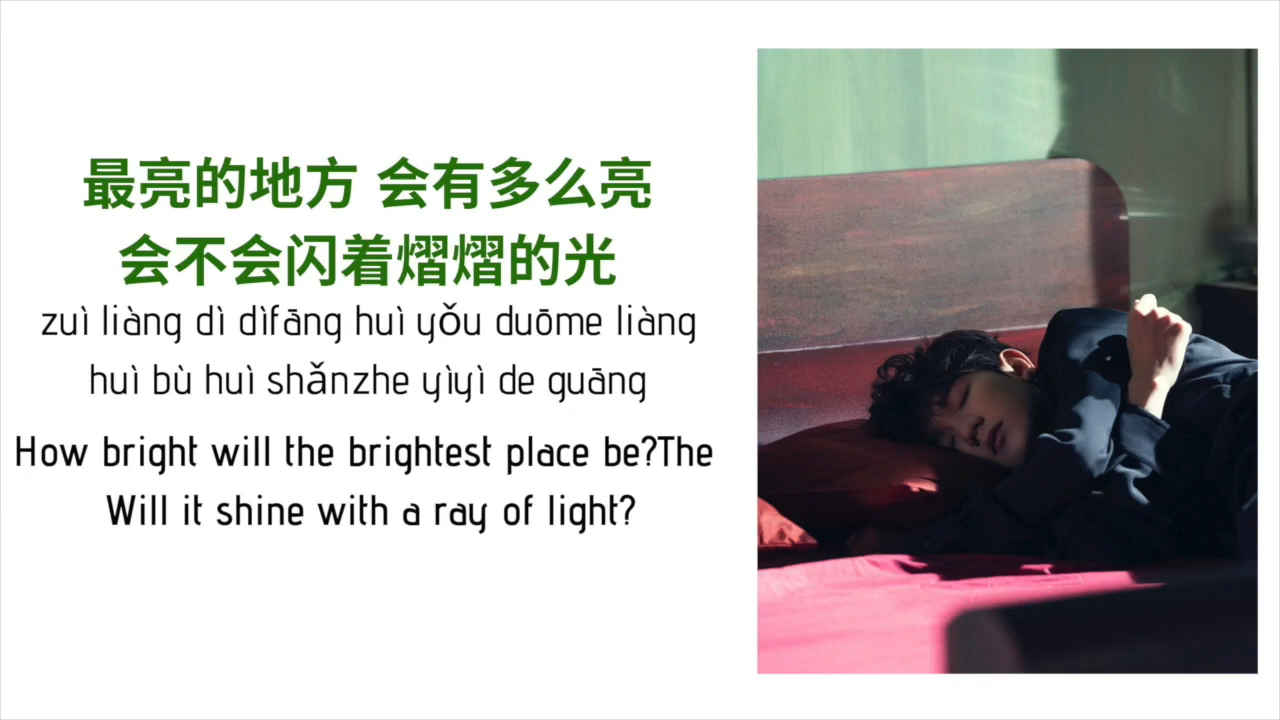 最亮的地方 会有多么亮
会不会闪着熠熠的光
zuì liàng dì dìfāng huì yǒu duōme liàng
huì bù huì shǎnzhe yìyì de guāng
How bright will the brightest place be?The
Will it shine with a ray of light?